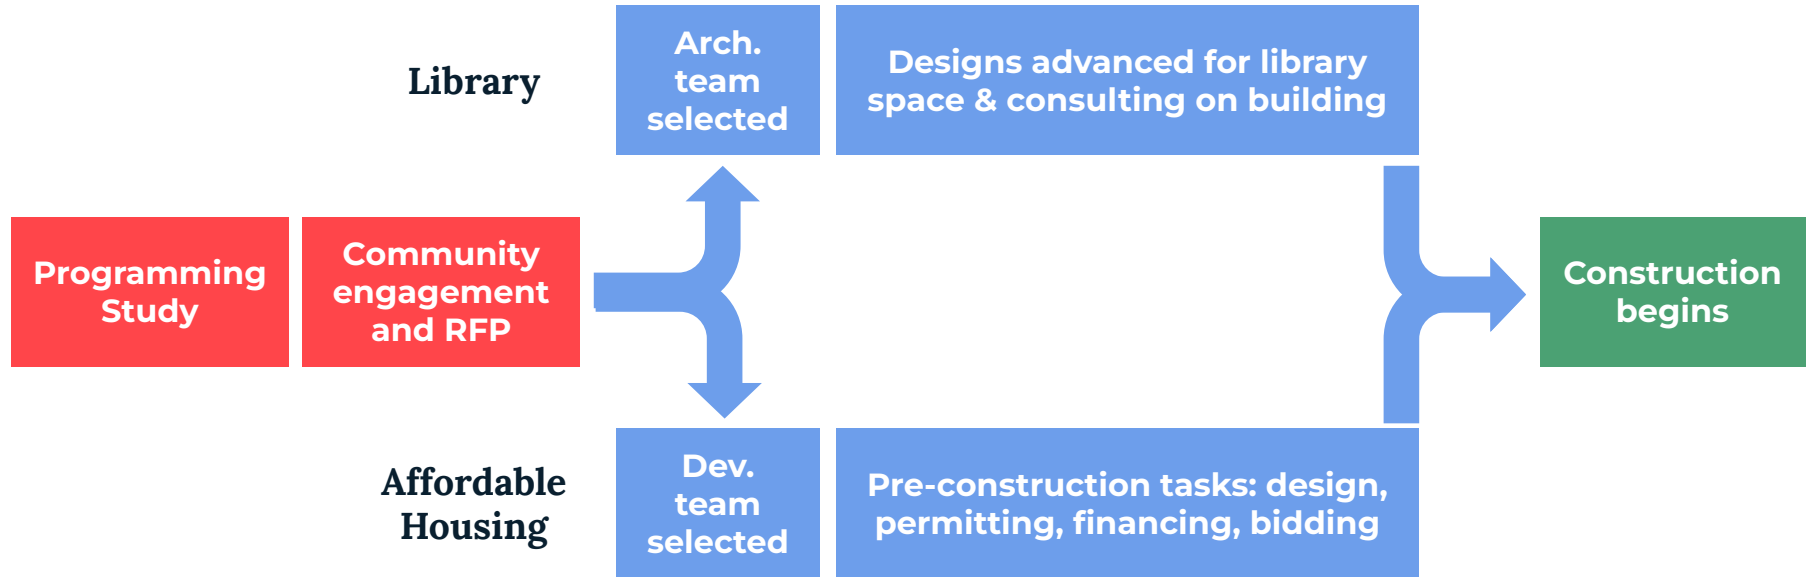 Library
Arch.
team
selected
Designs advanced for library
space & consulting on building
Programming
Study
Community
engagement
and RFP
Construction
begins
Affordable
Housing
Dev.
team
selected
Pre-construction tasks: design,
permitting, financing, bidding